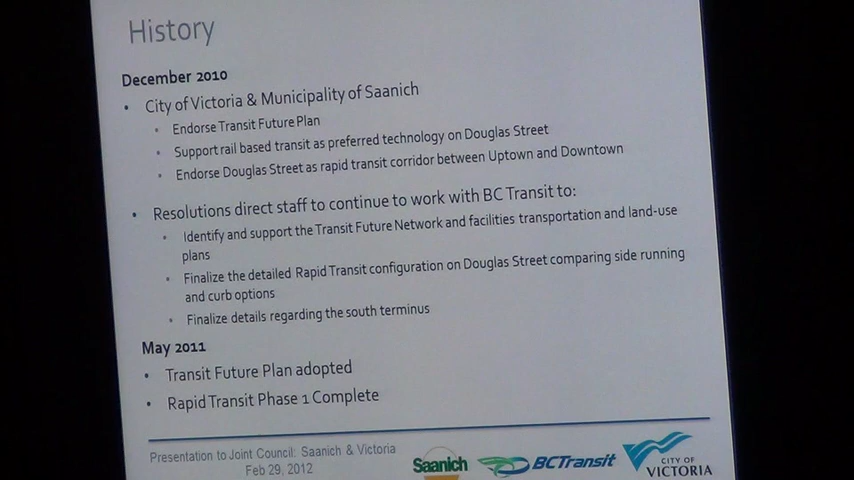 History
December 2010
• City of Victoria & Municipality of Saanich
• Endorse Transit Future Plan
• Support rail based transit as preferred technology on Douglas Street
• Endorse Douglas Street as rapid transit corridor between Uptown and Downtown
• Resolutions direct staff to continue to work with BC Transit to:
• Identify and support the Transit Future Network and facilities transportation and land-use
plans
• Finalize the detailed Rapid Transit configuration on Douglas Street comparing side running
and curb options
• Finalize details regarding the south terminus
May 2011
• Transit Future Plan adopted
• Rapid Transit Phase 1 Complete
Presentation to Joint Council: Saanich & Victoria
Feb 29, 2012
Saanich
BCTransit
CITY OF
VICTORIA